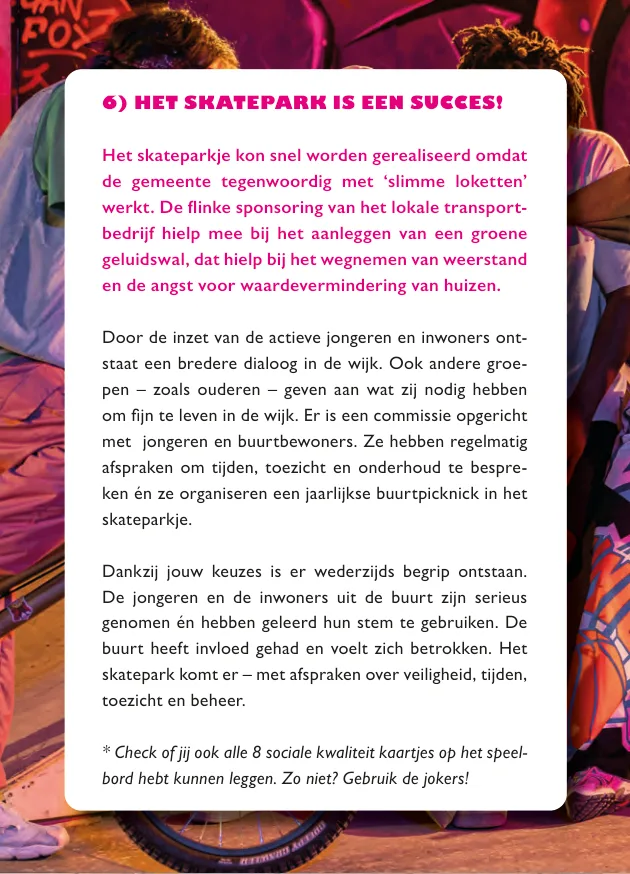 CAN
FOX
6) HET SKATEPARK IS EEN SUCCES!
Het skateparkje kon snel worden gerealiseerd omdat
de gemeente tegenwoordig met ‘slimme loketten’
werkt. De flinke sponsoring van het lokale transport-
bedrijf hielp mee bij het aanleggen van een groene
geluidswal, dat hielp bij het wegnemen van weerstand
en de angst voor waardevermindering van huizen.
Door de inzet van de actieve jongeren en inwoners ont-
staat een bredere dialoog in de wijk. Ook andere groe-
pen – zoals ouderen – geven aan wat zij nodig hebben
om fijn te leven in de wijk. Er is een commissie opgericht
met jongeren en buurtbewoners. Ze hebben regelmatig
afspraken om tijden, toezicht en onderhoud te bespre-
ken én ze organiseren een jaarlijkse buurtpicknick in het
skateparkje.
Dankzij jouw keuzes is er wederzijds begrip ontstaan.
De jongeren en de inwoners uit de buurt zijn serieus
genomen én hebben geleerd hun stem te gebruiken. De
buurt heeft invloed gehad en voelt zich betrokken. Het
skatepark komt er – met afspraken over veiligheid, tijden,
toezicht en beheer.
* Check of jij ook alle 8 sociale kwaliteit kaartjes op het speel-
bord hebt kunnen leggen. Zo niet? Gebruik de jokers!